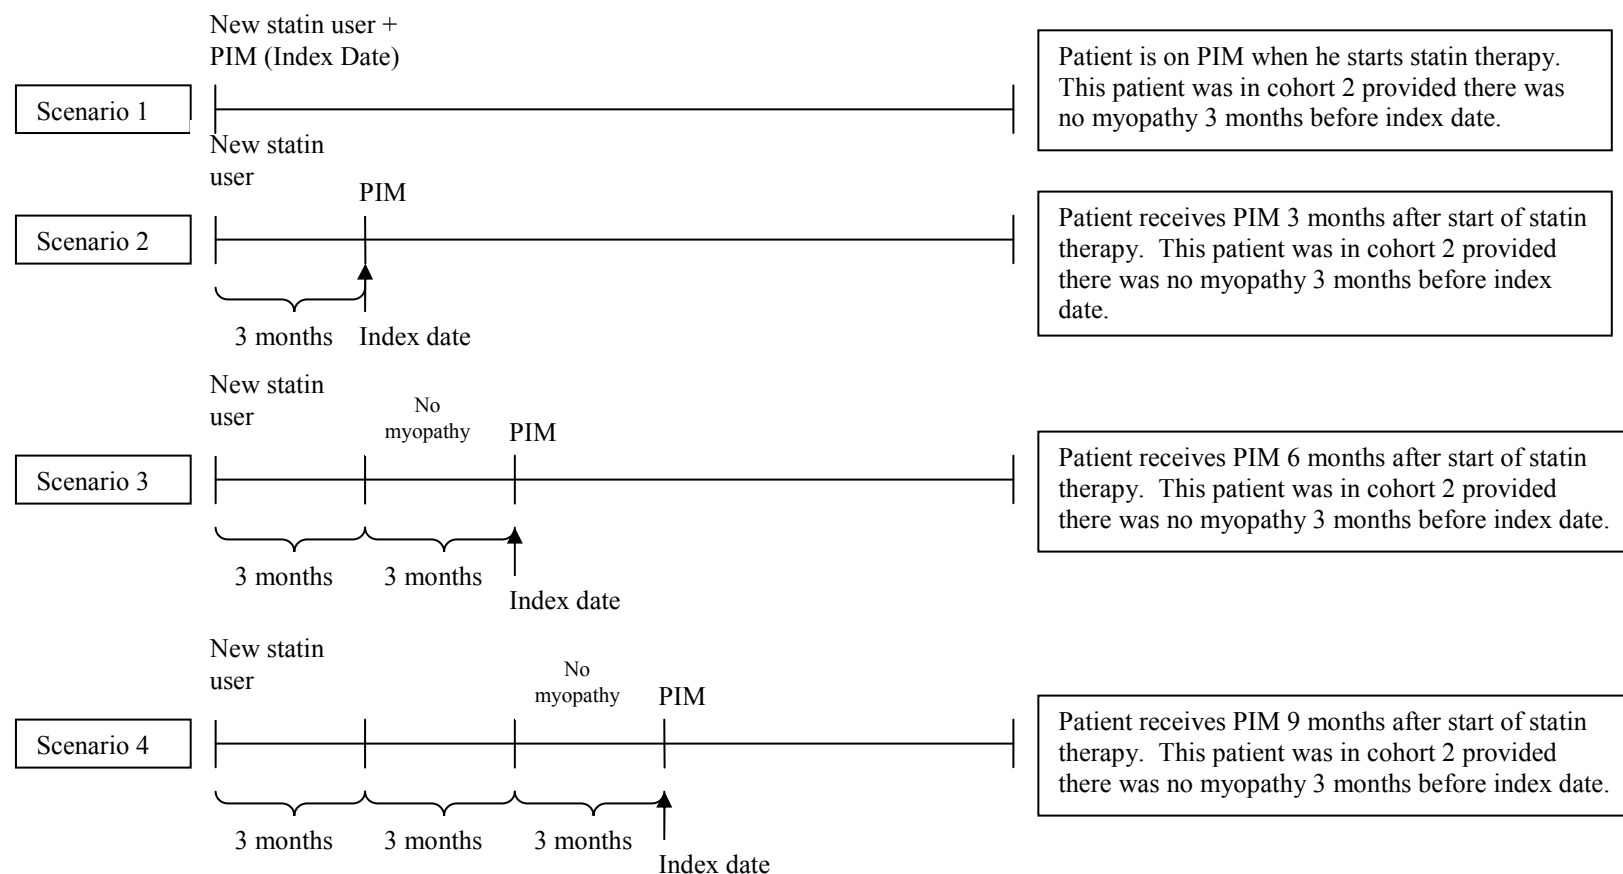 New statin user +
PIM (Index Date)
Scenario 1
Patient is on PIM when he starts statin therapy.
This patient was in cohort 2 provided there was
no myopathy 3 months before index date.
New statin
user
PIM
Scenario 2
3 months
Index date
Patient receives PIM 3 months after start of statin
therapy.  This patient was in cohort 2 provided
there was no myopathy 3 months before index
date.
New statin
user
No
myopathy
PIM
Scenario 3
3 months
3 months
Index date
Patient receives PIM 6 months after start of statin
therapy.  This patient was in cohort 2 provided
there was no myopathy 3 months before index date.
New statin
user
No
myopathy
PIM
Scenario 4
3 months
3 months
3 months
Index date
Patient receives PIM 9 months after start of statin
therapy.  This patient was in cohort 2 provided
there was no myopathy 3 months before index date.